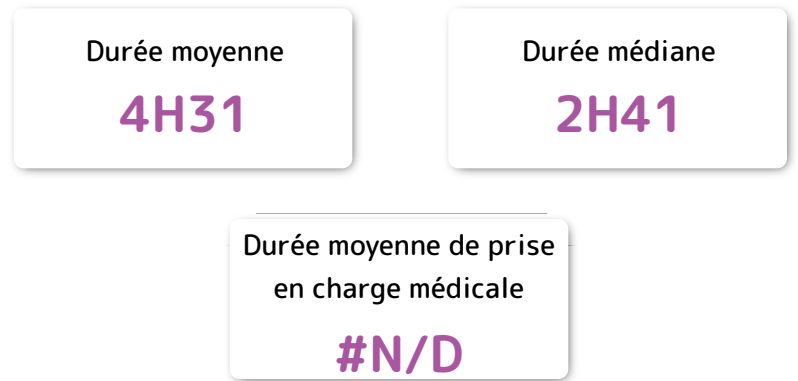 Durée moyenne
4H31
Durée médiane
2H41
Durée moyenne de prise
en charge médicale
#N/D